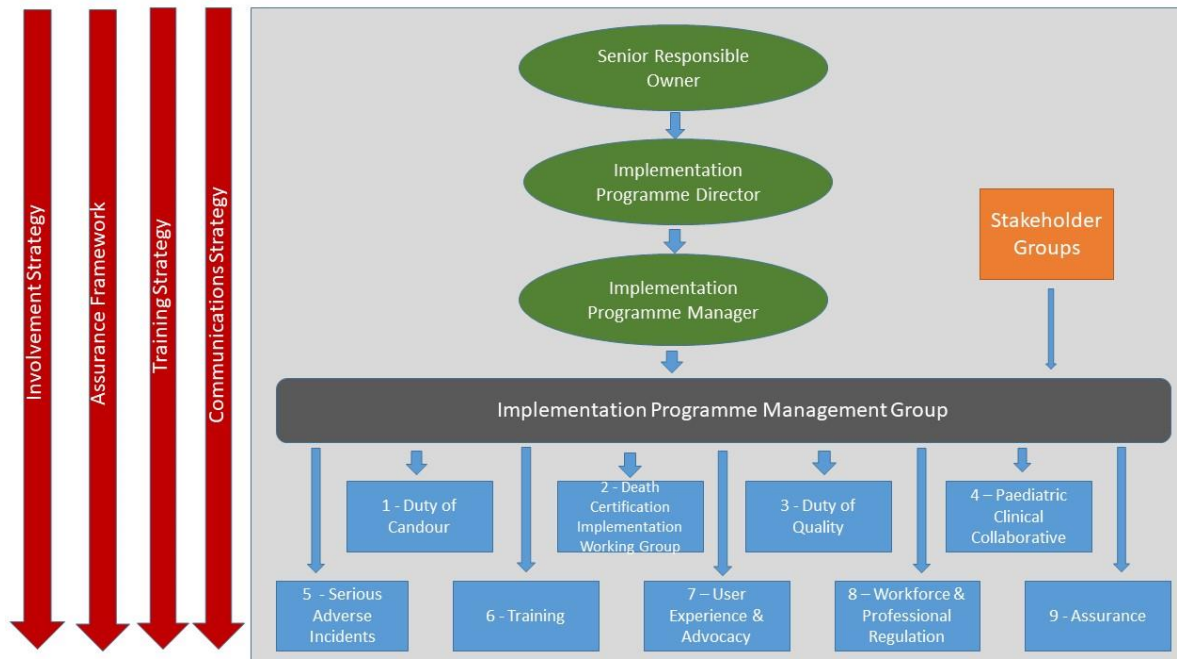 Involvement Strategy
Assurance Framework
Training Strategy
Communications Strategy
Senior Responsible
Owner
Implementation
Programme Director
Implementation
Programme Manager
Stakeholder
Groups
Implementation Programme Management Group
1 - Duty of
Candour
2 - Death
Certification
Implementation
Working Group
3 - Duty of
Quality
4 – Paediatric
Clinical
Collaborative
5 - Serious
Adverse
Incidents
6 - Training
7 – User
Experience &
Advocacy
8 – Workforce &
Professional
Regulation
9 - Assurance